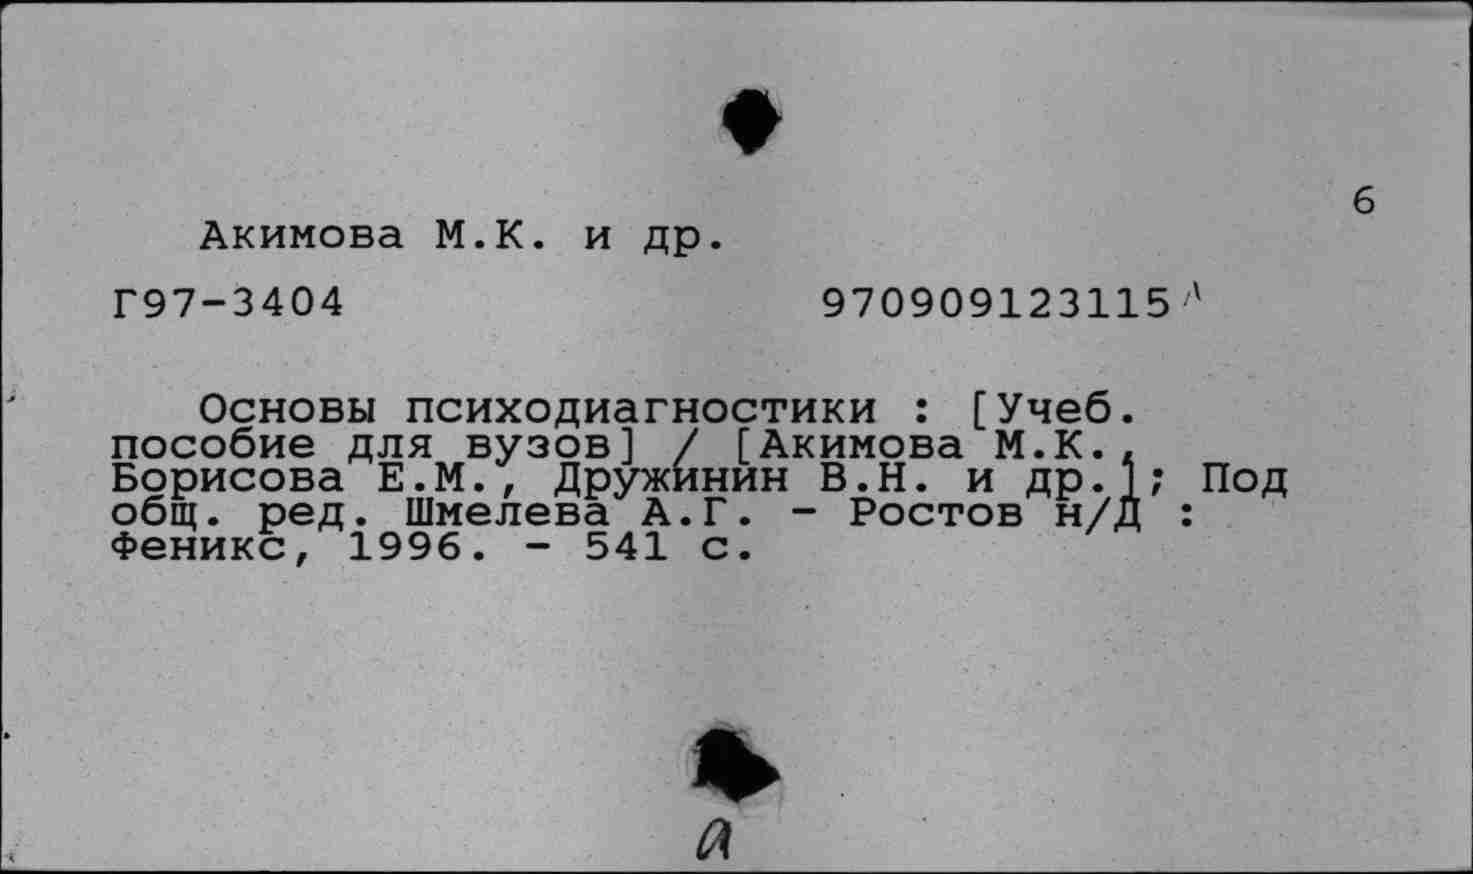 6
Акимова М.К. и др.
Г97-3404 970909123115 А
Основы психодиагностики : [Учеб.
пособие для вузов] / [Акимова М.К.,
Борисова Е.М., Дружинин В.Н. и др.]; Под
общ. ред. Шмелева А.Г. - Ростов н/Д :
Феникс, 1996. - 541 с.
А